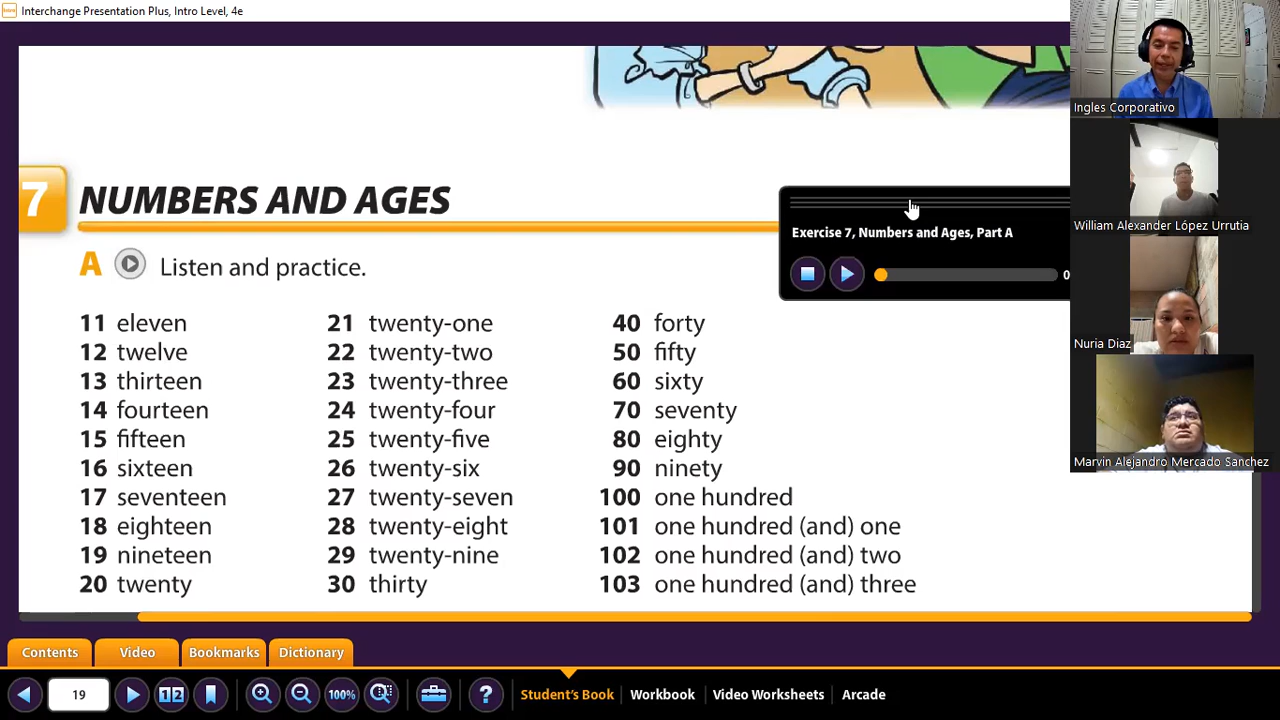 Interchange Presentation Plus, Intro Level, 4e
Ingles Corporativo
William Alexander López Urrutia
Nuria Diaz
Marvin Alejandro Mercado Sanchez
7 NUMBERS AND AGES
Exercise 7, Numbers and Ages, Part A
0
A Listen and practice.
11 eleven
12 twelve
13 thirteen
14 fourteen
15 fifteen
16 sixteen
17 seventeen
18 eighteen
19 nineteen
20 twenty
21 twenty-one
22 twenty-two
23 twenty-three
24 twenty-four
25 twenty-five
26 twenty-six
27 twenty-seven
28 twenty-eight
29 twenty-nine
30 thirty
40 forty
50 fifty
60 sixty
70 seventy
80 eighty
90 ninety
100 one hundred
101 one hundred (and) one
102 one hundred (and) two
103 one hundred (and) three
Contents Video Bookmarks Dictionary
19 1 2 100% ? Student's Book Workbook Video Worksheets Arcade